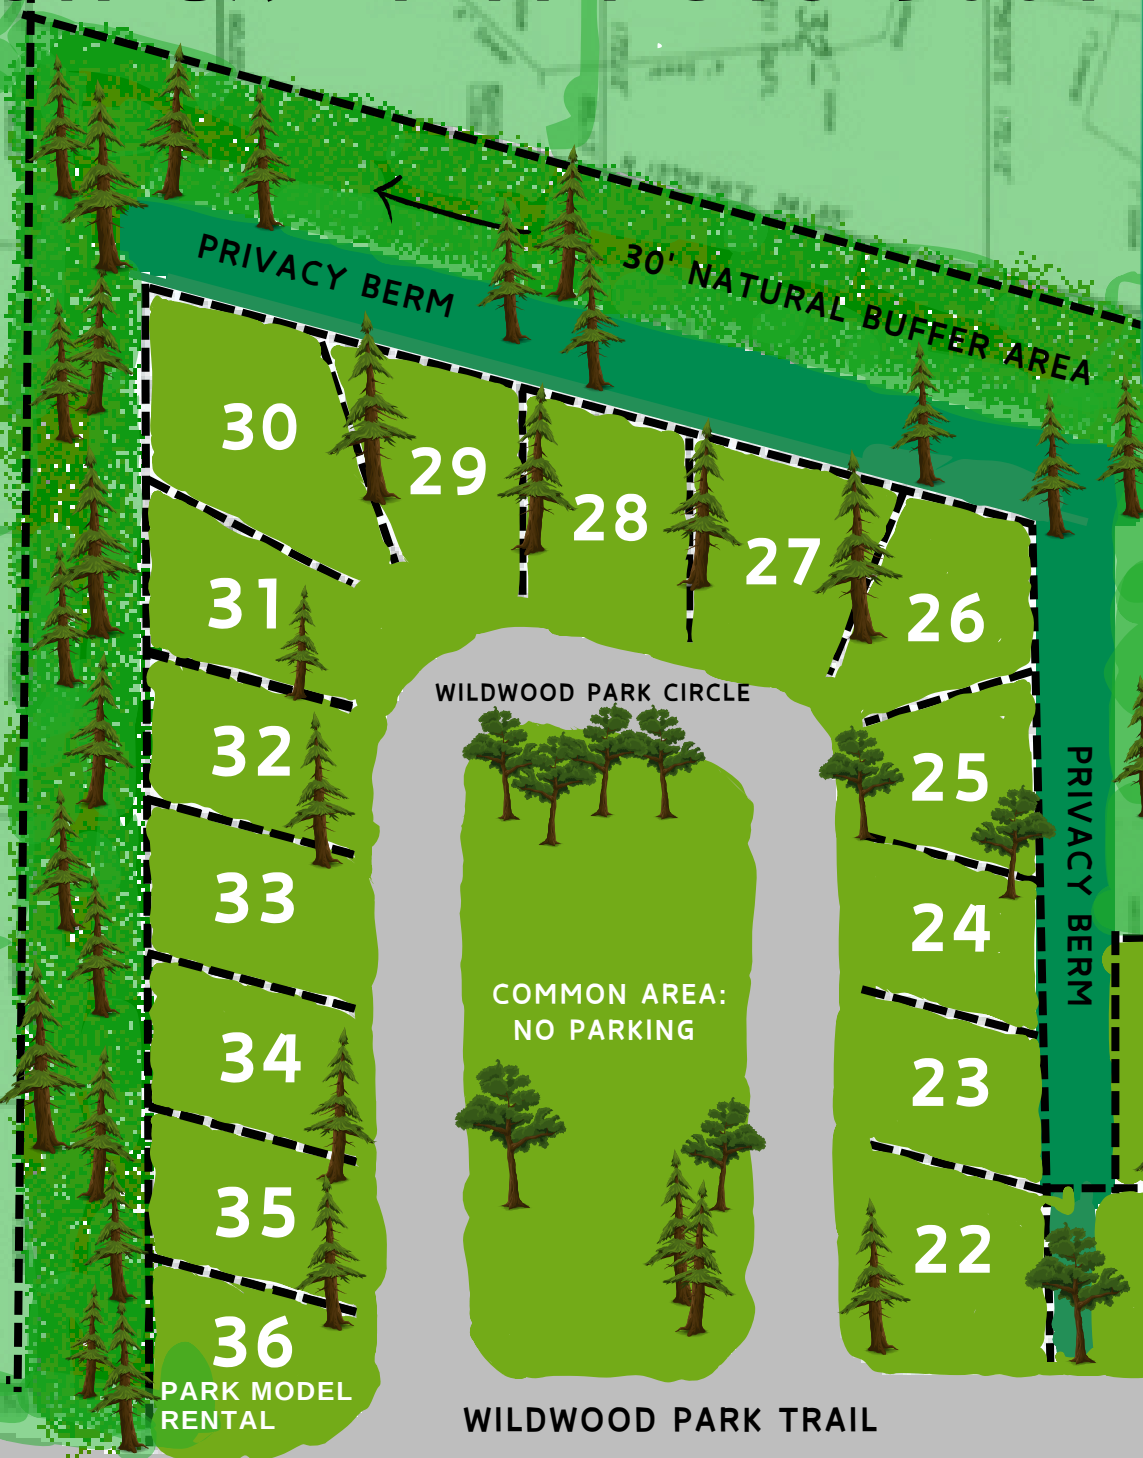 PRIVACY BERM
30' NATURAL BUFFER AREA
30
29
28
27
26
31
32
33
34
35
36
PARK MODEL
RENTAL
WILDWOOD PARK CIRCLE
COMMON AREA:
NO PARKING
25
24
23
22
PRIVACY BERM
WILDWOOD PARK TRAIL